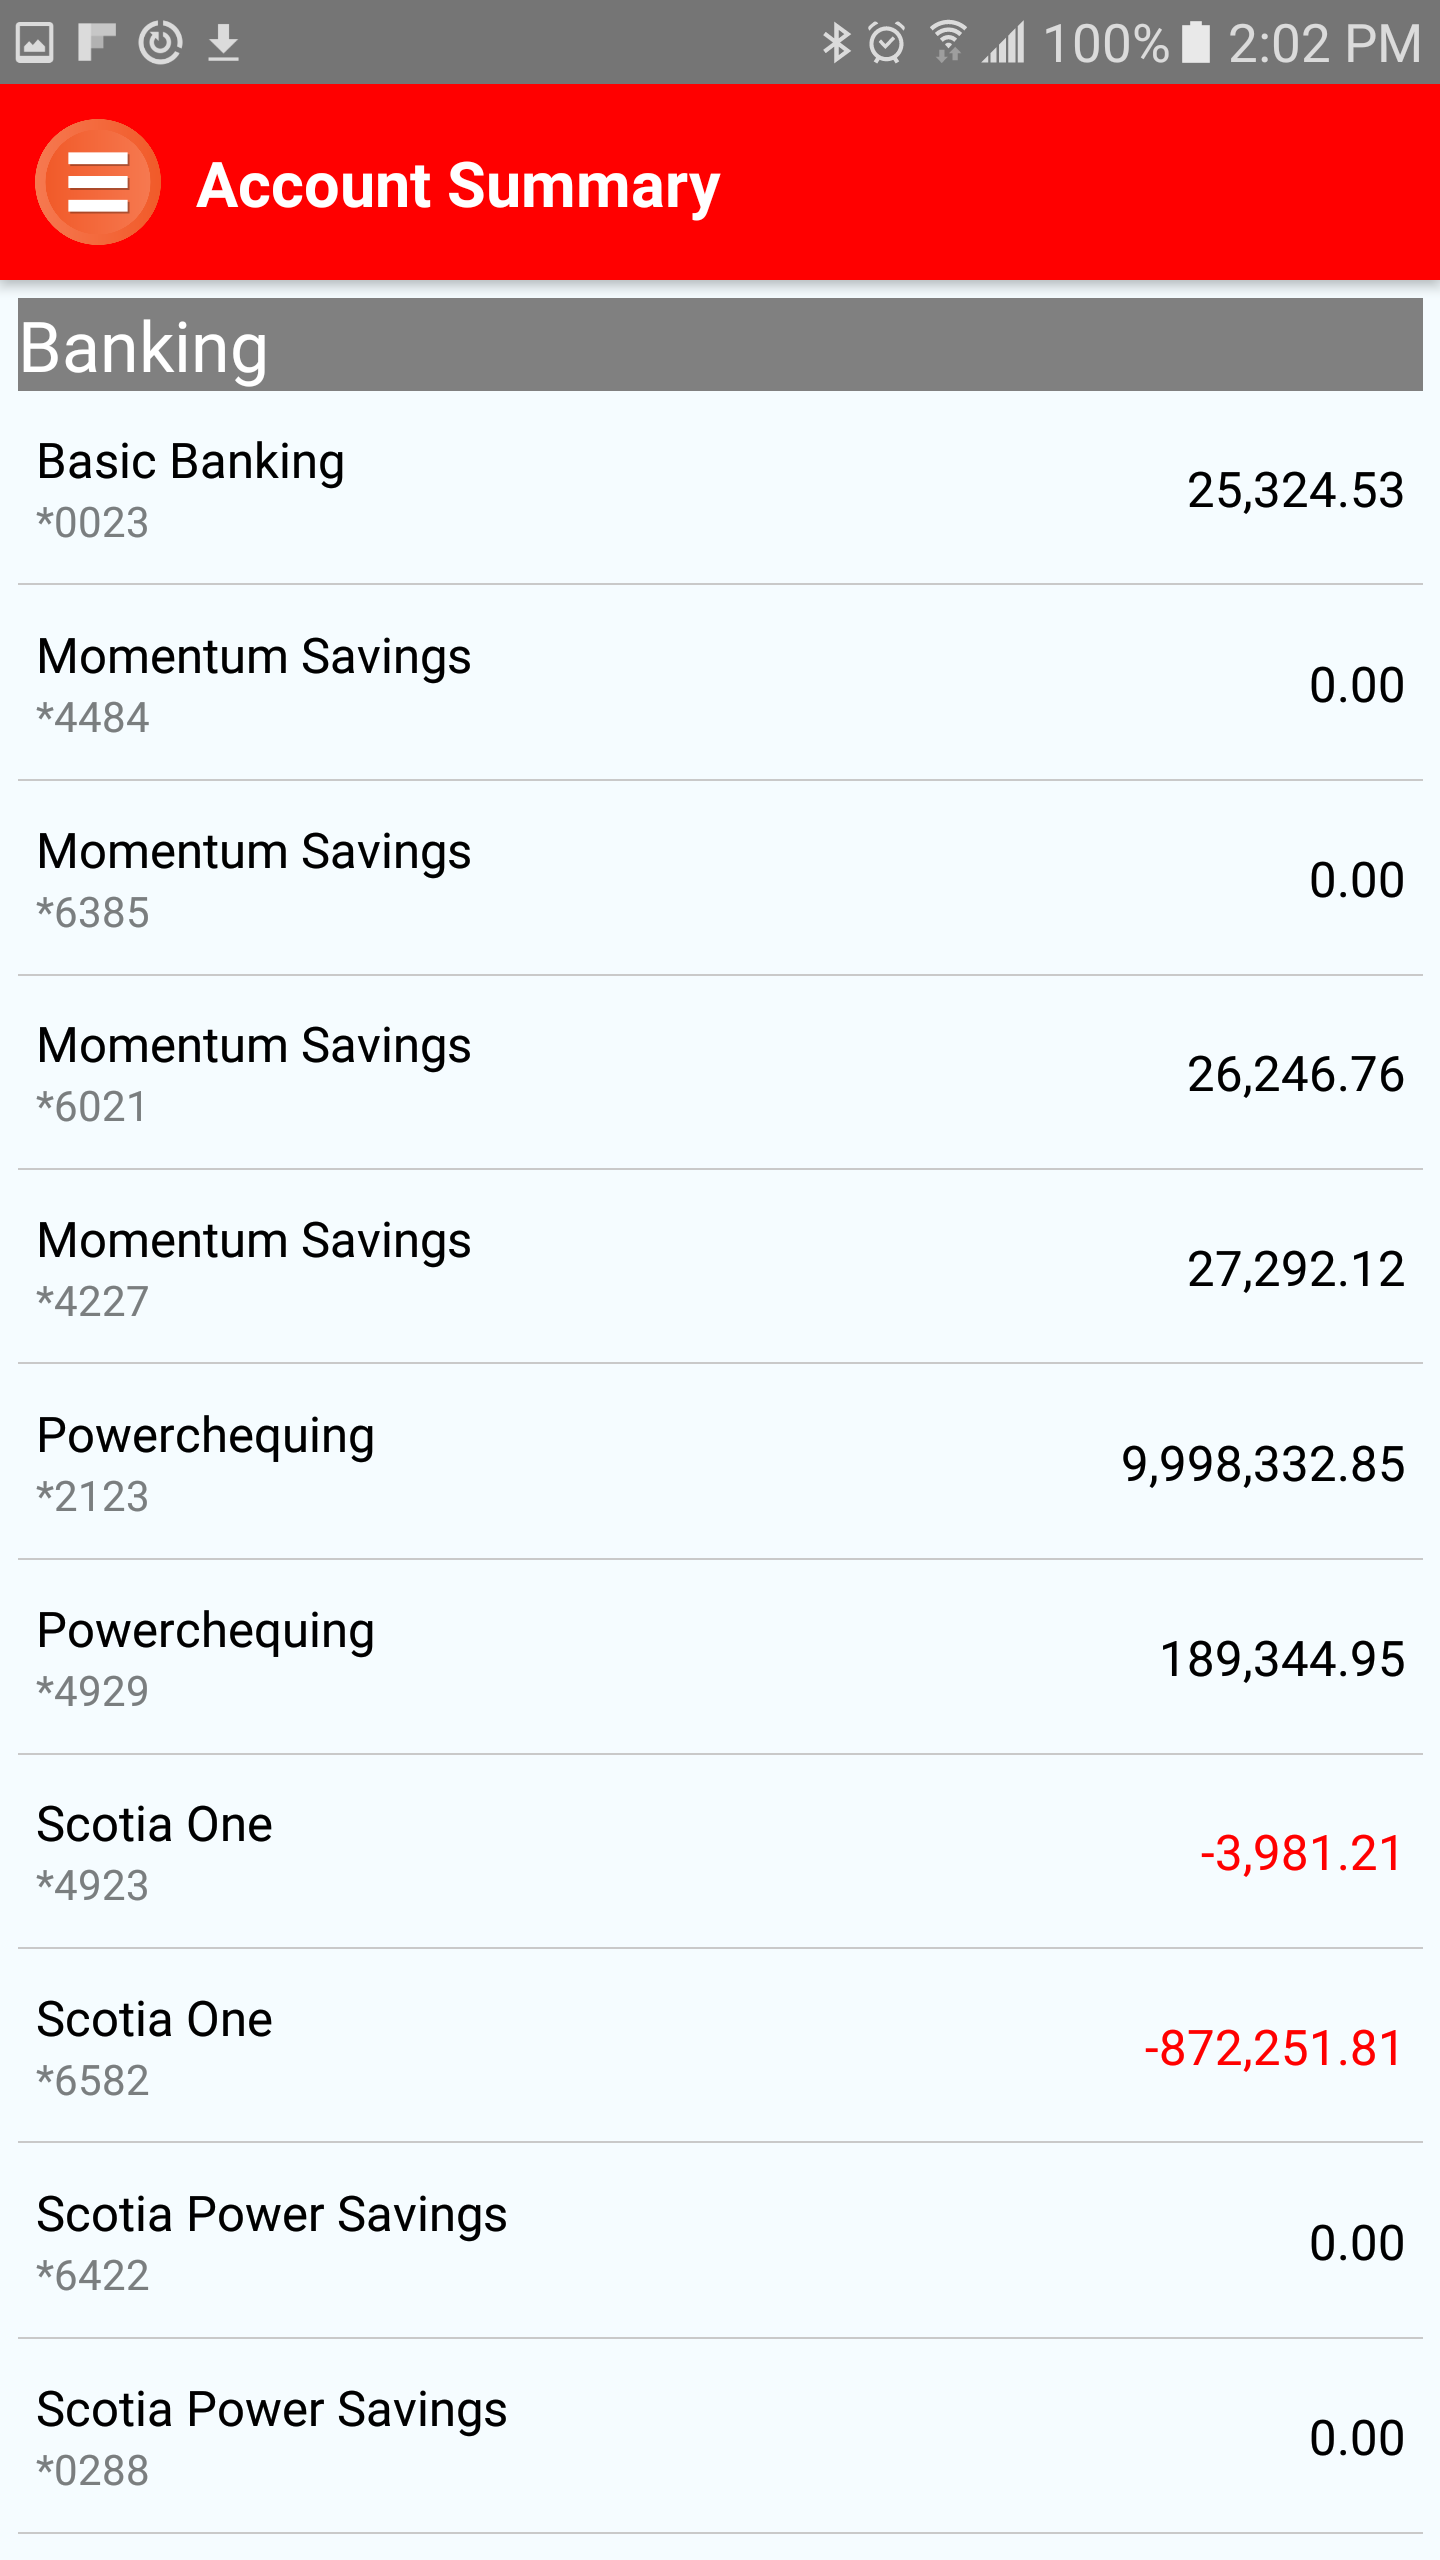 100% 2:02 PM
Account Summary
Banking
Basic Banking
*0023
25,324.53
Momentum Savings
*4484
0.00
Momentum Savings
*6385
0.00
Momentum Savings
*6021
26,246.76
Momentum Savings
*4227
27,292.12
Powerchequing
*2123
9,998,332.85
Powerchequing
*4929
189,344.95
Scotia One
*4923
-3,981.21
Scotia One
*6582
-872,251.81
Scotia Power Savings
*6422
0.00
Scotia Power Savings
*0288
0.00